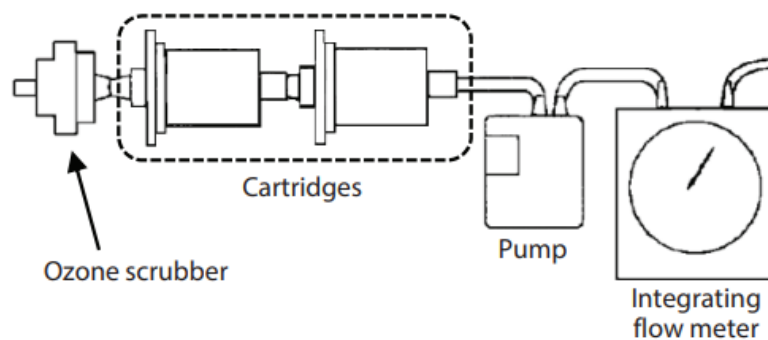 Cartridges
Ozone scrubber
Pump
Integrating
flow meter